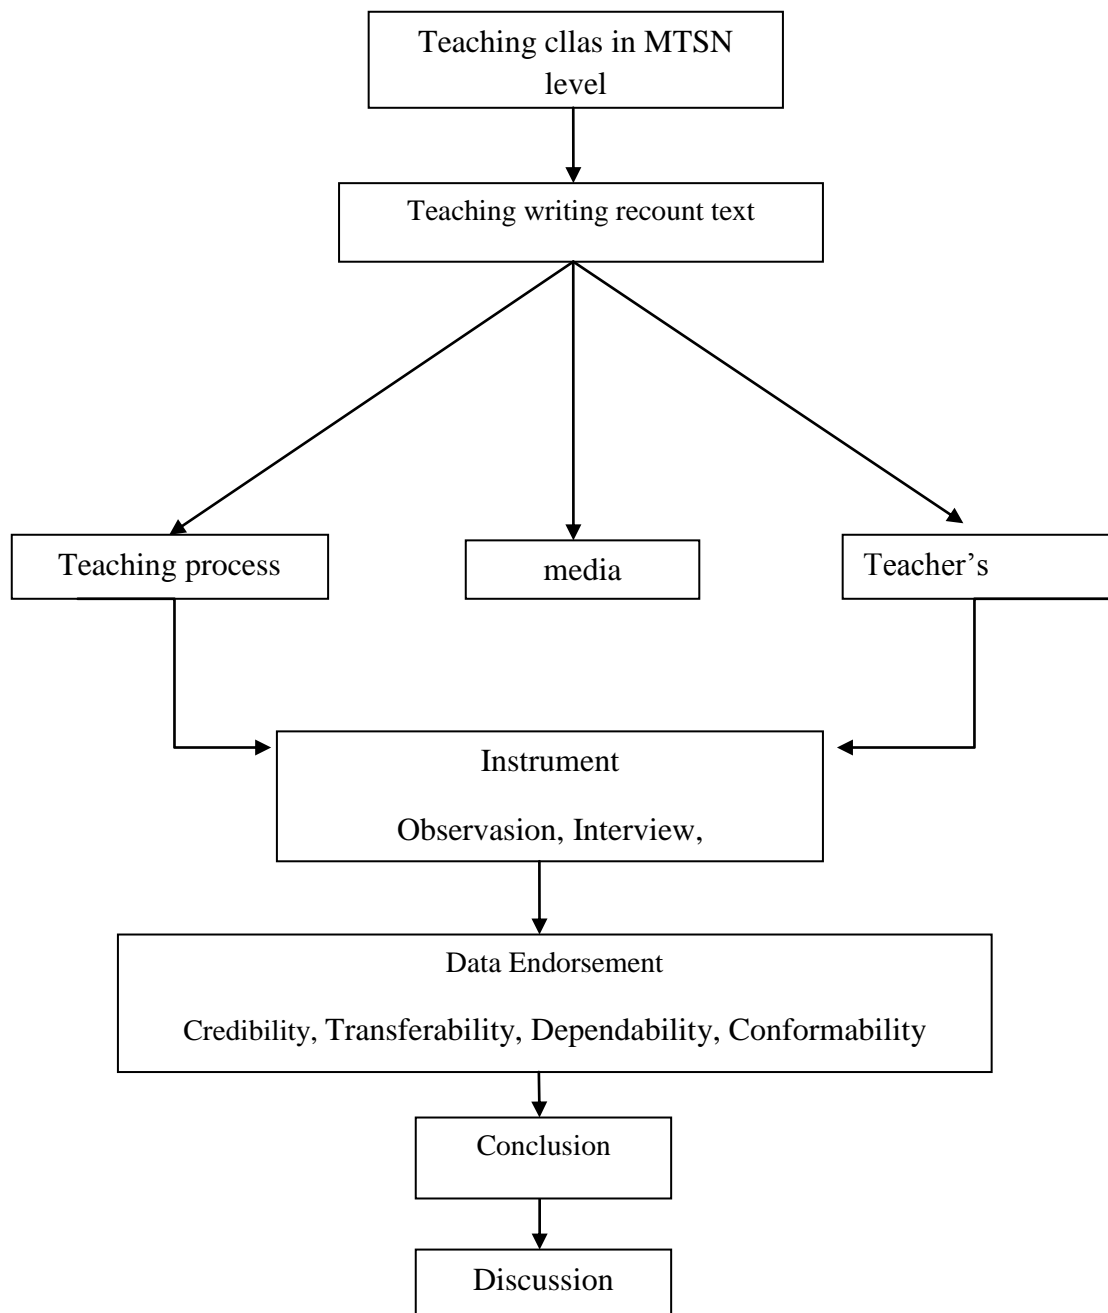 Teaching cllas in MTSN
level
Teaching writing recount text
Teaching process
media
Teacher’s
Instrument
Observasion, Interview,
Data Endorsement
Credibility, Transferability, Dependability, Conformability
Conclusion
Discussion